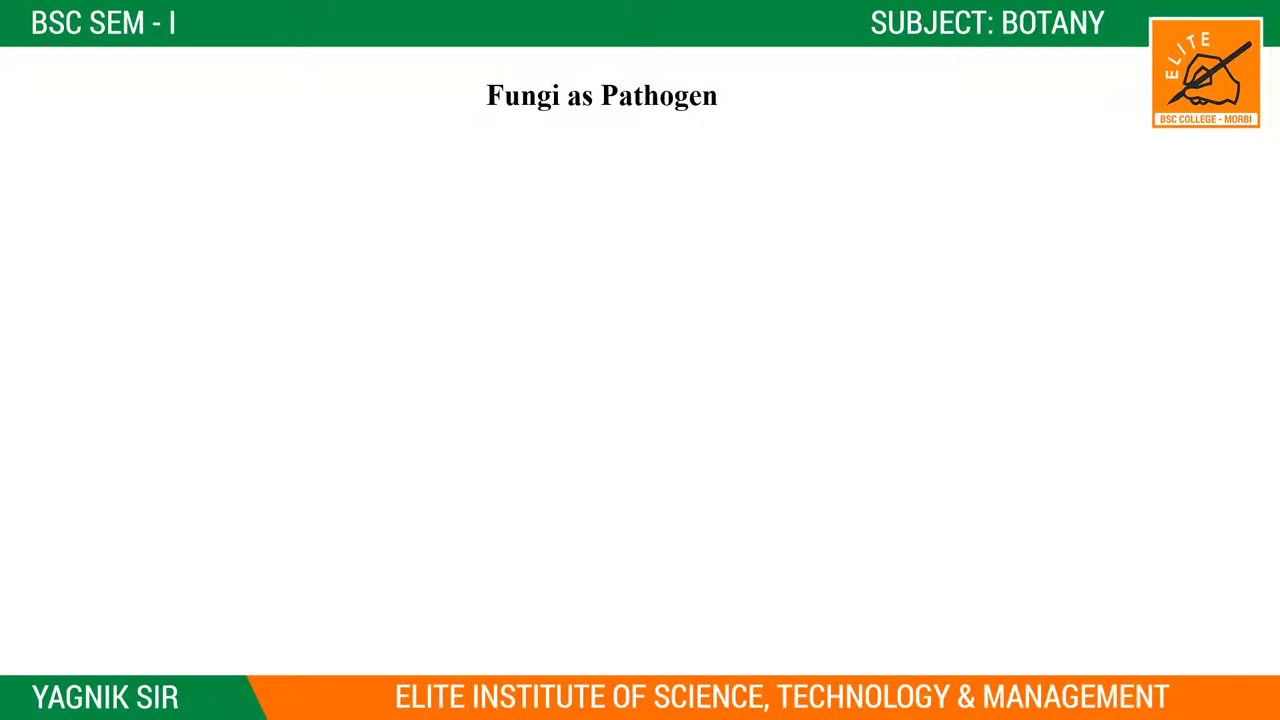 BSC SEM - I
SUBJECT: BOTANY
ELITE
BSC COLLEGE - MORBI
Fungi as Pathogen
YAGNIK SIR
ELITE INSTITUTE OF SCIENCE, TECHNOLOGY & MANAGEMENT